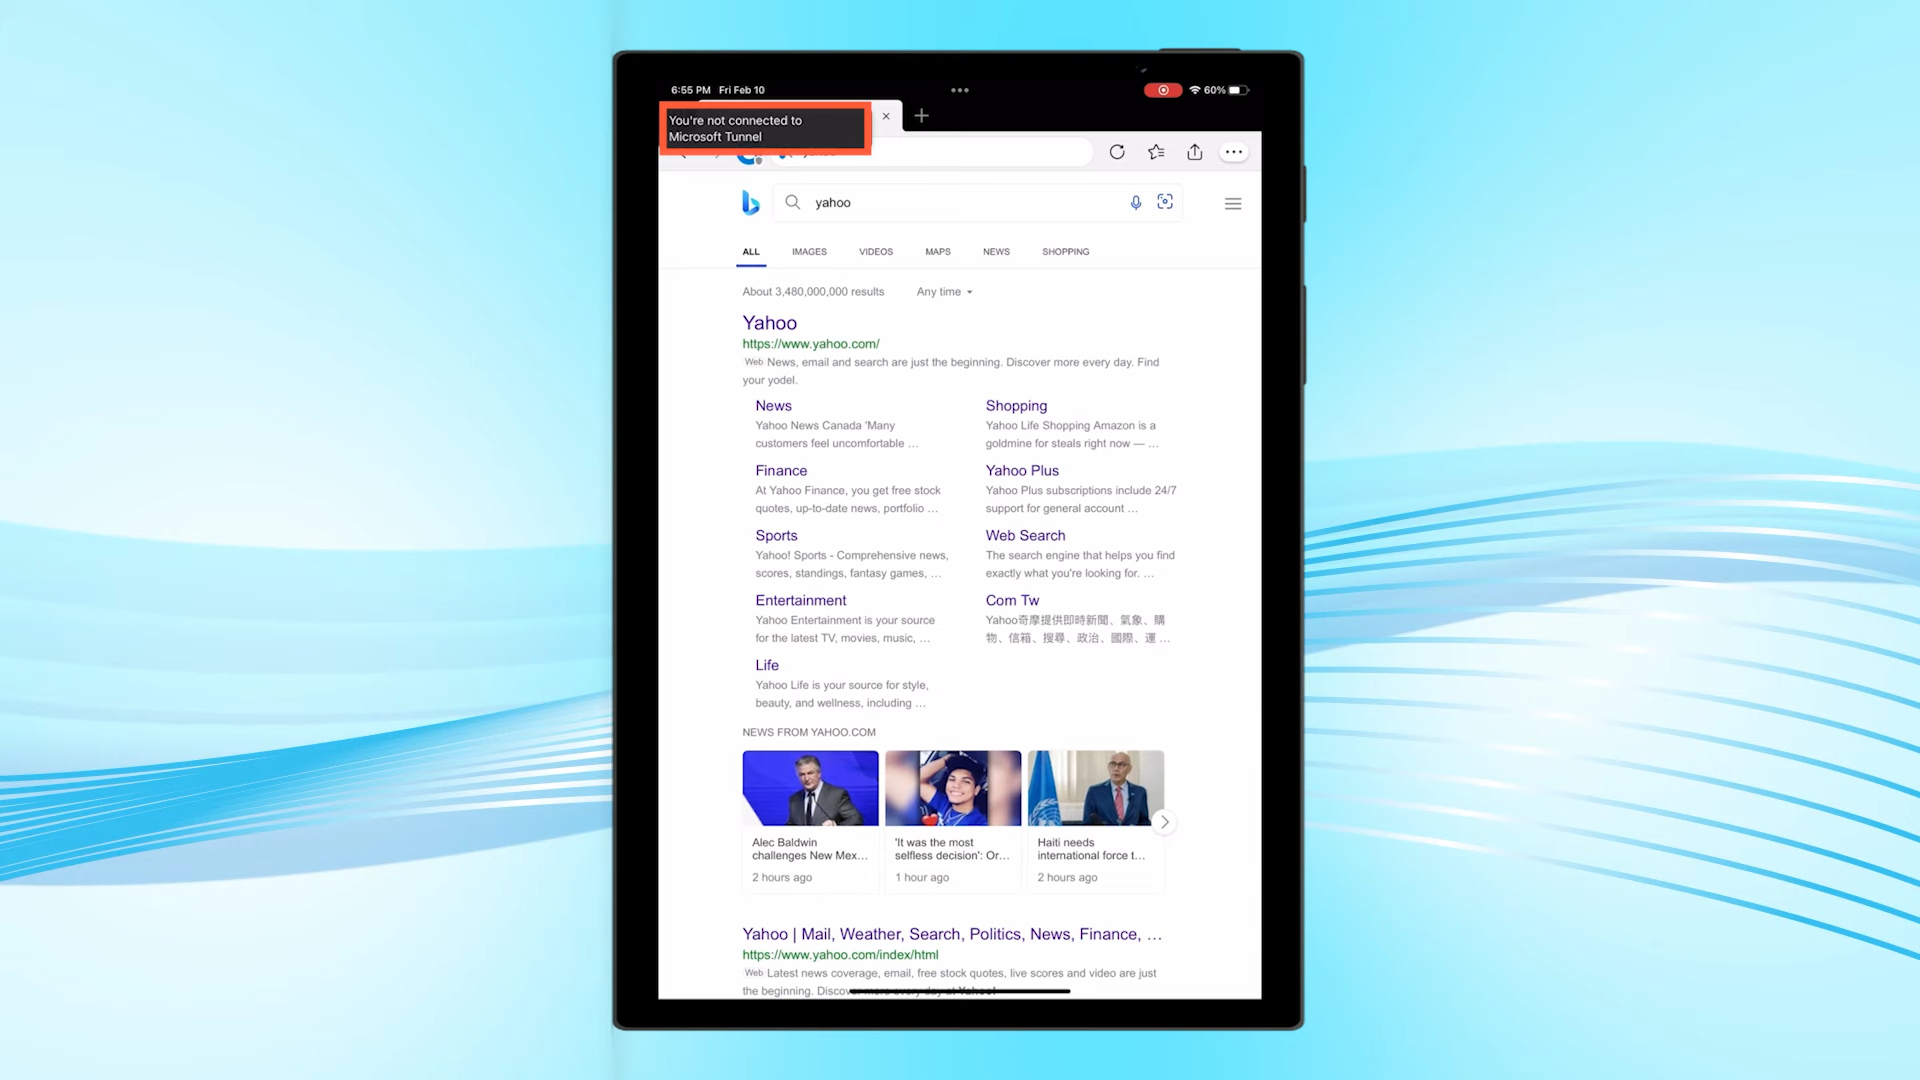 6:55 PM Fri Feb 10
60%
You're not connected to
Microsoft Tunnel
yahoo
ALL IMAGES VIDEOS MAPS NEWS SHOPPING
About 3,480,000,000 results Any time
Yahoo
https://www.yahoo.com/
Web News, email and search are just the beginning. Discover more every day. Find
your yodel.
News
Yahoo News Canada 'Many
customers feel uncomfortable ...
Shopping
Yahoo Life Shopping Amazon is a
goldmine for steals right now — ...
Finance
At Yahoo Finance, you get free stock
quotes, up-to-date news, portfolio ...
Yahoo Plus
Yahoo Plus subscriptions include 24/7
support for general account ...
Sports
Yahoo! Sports - Comprehensive news,
scores, standings, fantasy games, ...
Web Search
The search engine that helps you find
exactly what you're looking for. ...
Entertainment
Yahoo Entertainment is your source
for the latest TV, movies, music, ...
Com Tw
Yahoo奇摩提供即時新聞、氣象、購
物、信箱、搜尋、政治、國際、運 ...
Life
Yahoo Life is your source for style,
beauty, and wellness, including ...
NEWS FROM YAHOO.COM
Alec Baldwin
challenges New Mex...
2 hours ago
'It was the most
selfless decision': Or...
1 hour ago
Haiti needs
international force t...
2 hours ago
Yahoo | Mail, Weather, Search, Politics, News, Finance, ...
https://www.yahoo.com/index/html
Web Latest news coverage, email, free stock quotes, live scores and video are just
the beginning. Discover more every day at Yahoo!